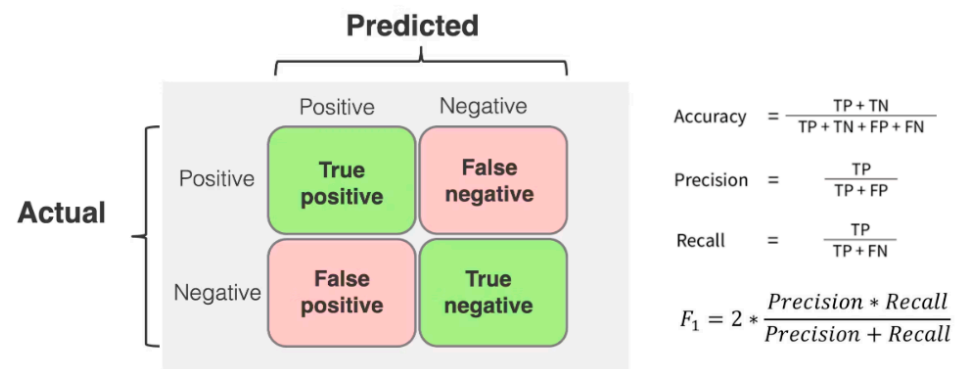 Predicted
Positive Negative
Actual
Positive
True
positive
False
negative
Negative
False
positive
True
negative
Accuracy = TP + TN / TP + TN + FP + FN
Precision = TP / TP + FP
Recall = TP / TP + FN
F₁ = 2 * Precision * Recall / Precision + Recall